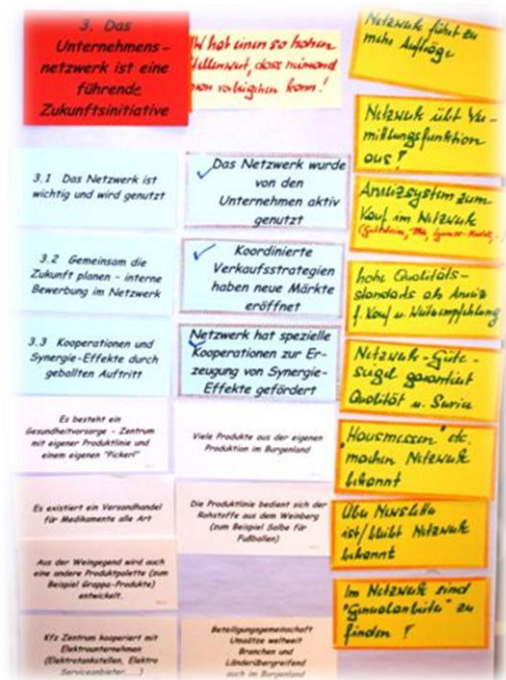 3. Das
Unternehmens -
netzwerk ist eine
führende
Zukunftsinitiative
NW hat einen so hohen
Stellenwert, dass niemand
kann!
3.1 Das Netzwerk ist
wichtig und wird genutzt
Das Netzwerk wurde
von den
Unternehmen aktiv
genutzt
3.2 Gemeinsam die
Zukunft planen - interne
Bewerbung im Netzwerk
Koordinierte
Verkaufsstrategien
haben neue Märkte
eröffnet
3.3 Kooperationen und
Synergie-Effekte durch
geballten Auftritt
Netzwerk hat spezielle
Kooperationen zur Er-
zeugung von Synergie-
Effekte gefördert
Es besteht ein
Gesundheitvorsorge - Zentrum
mit eigener Produktlinie und
einem eigenen "Pickerl"
Viele Produkte aus der eigenen
Produktion im Burgenland
Es existiert ein Versandhandel
für Medikamente alle Art
Die Produktlinie bedient sich der
Rohstoffe aus dem Weinberg
(zum Beispiel Salbe für
Fußballen)
Aus der Weingegend wird auch
eine andere Produktpalette (zum
Beispiel Grappa-Produkte)
entwickelt.
Kfz Zentrum kooperiert mit
Elektrounternehmen
(Elektrotankstellen, Elektro
Serviceanbieter.....)
Beteiligungsgemeinschaft
Umsätze weltweit
Branchen und
Länderübergreifend
auch im Burgenland
Netzwerk führt zu
mehr Aufträge
Netzwerk übt Ver-
mittlungsfunktion
aus!
Anreizsystem zum
Kauf im Netzwerk
(Gutscheine,
hohe Qualitäts-
standards als Anreiz
f. Kauf u. Weiterempfehlung
Netzwerk-Güte-
siegel garantiert
Qualität u. Service
"Hausmessen" etc.
machen Netzwerk
bekannt
Über Newsletter
ist/bleibt Netzwerk
bekannt
Im Netzwerk sind
"Generalanbieter" zu
finden!